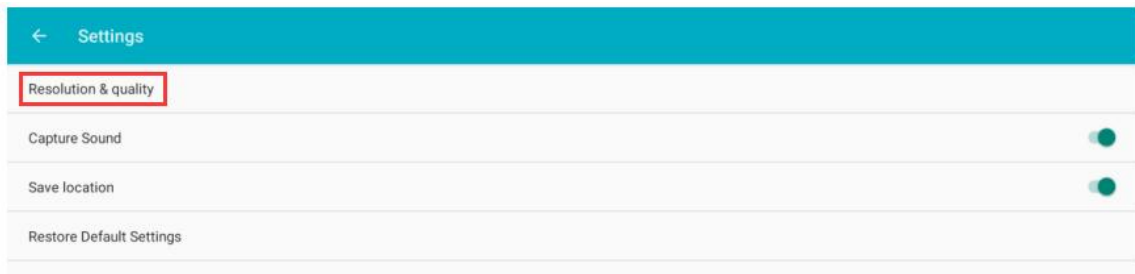 Settings
Resolution & quality
Capture Sound
Save location
Restore Default Settings